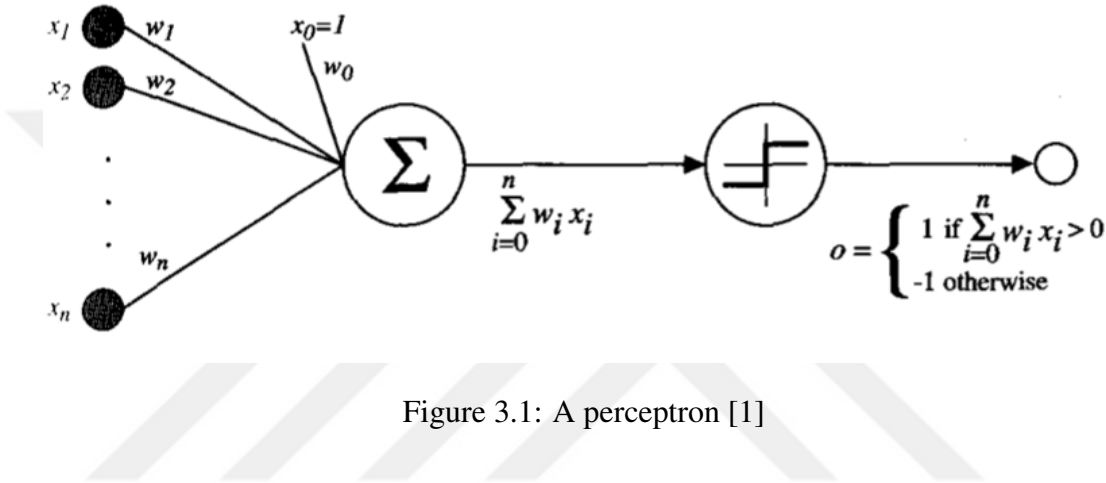 x1 w1 x0=1
w0
x2 w2
. Σ
.
.
n
Σ wi xi
i=0
wn
xn
o = { 1 if n Σ i=0 wi xi > 0
-1 otherwise
Figure 3.1: A perceptron [1]